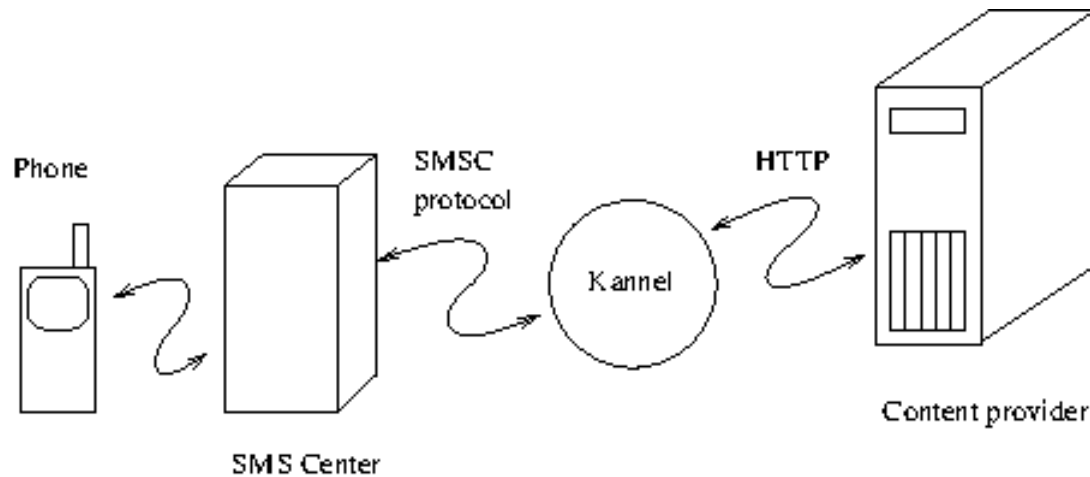 Phone
SMSC
protocol
HTTP
Kannel
Content provider
SMS Center